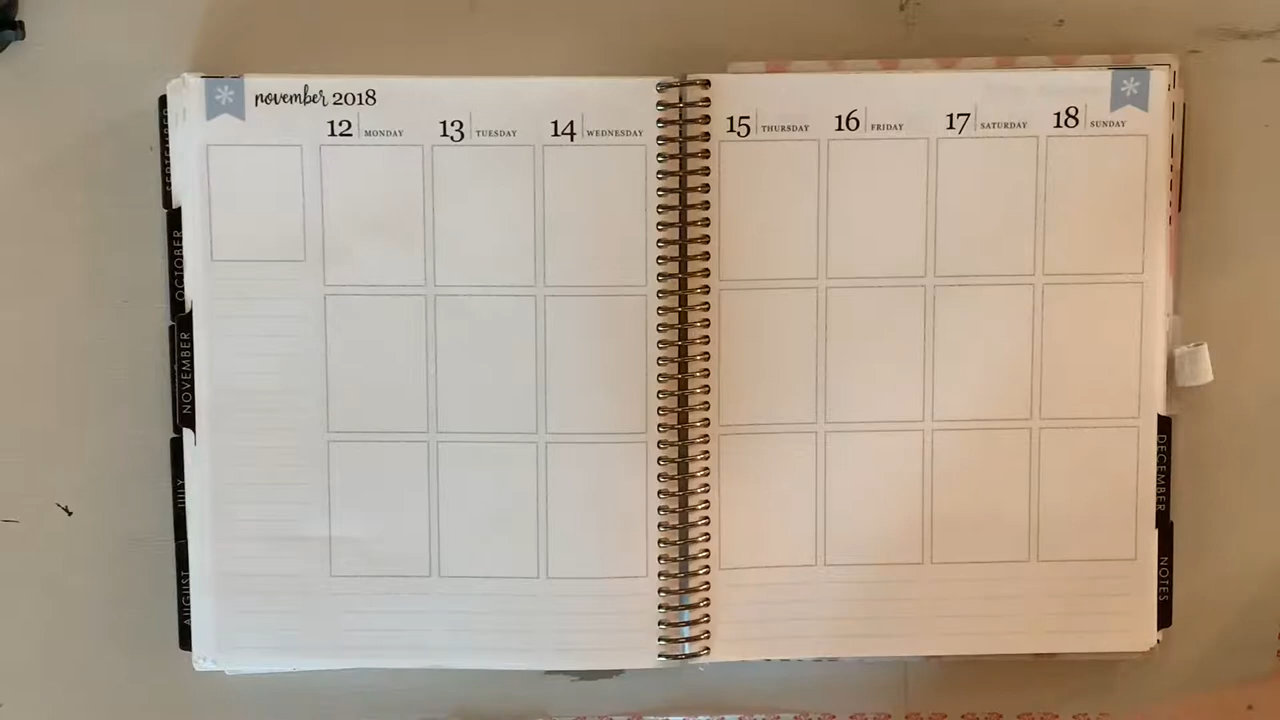 november 2018
12 MONDAY 13 TUESDAY 14 WEDNESDAY 15 THURSDAY 16 FRIDAY 17 SATURDAY 18 SUNDAY
SEPTEMBER
OCTOBER
NOVEMBER
JULY
AUGUST
DECEMBER
NOTES